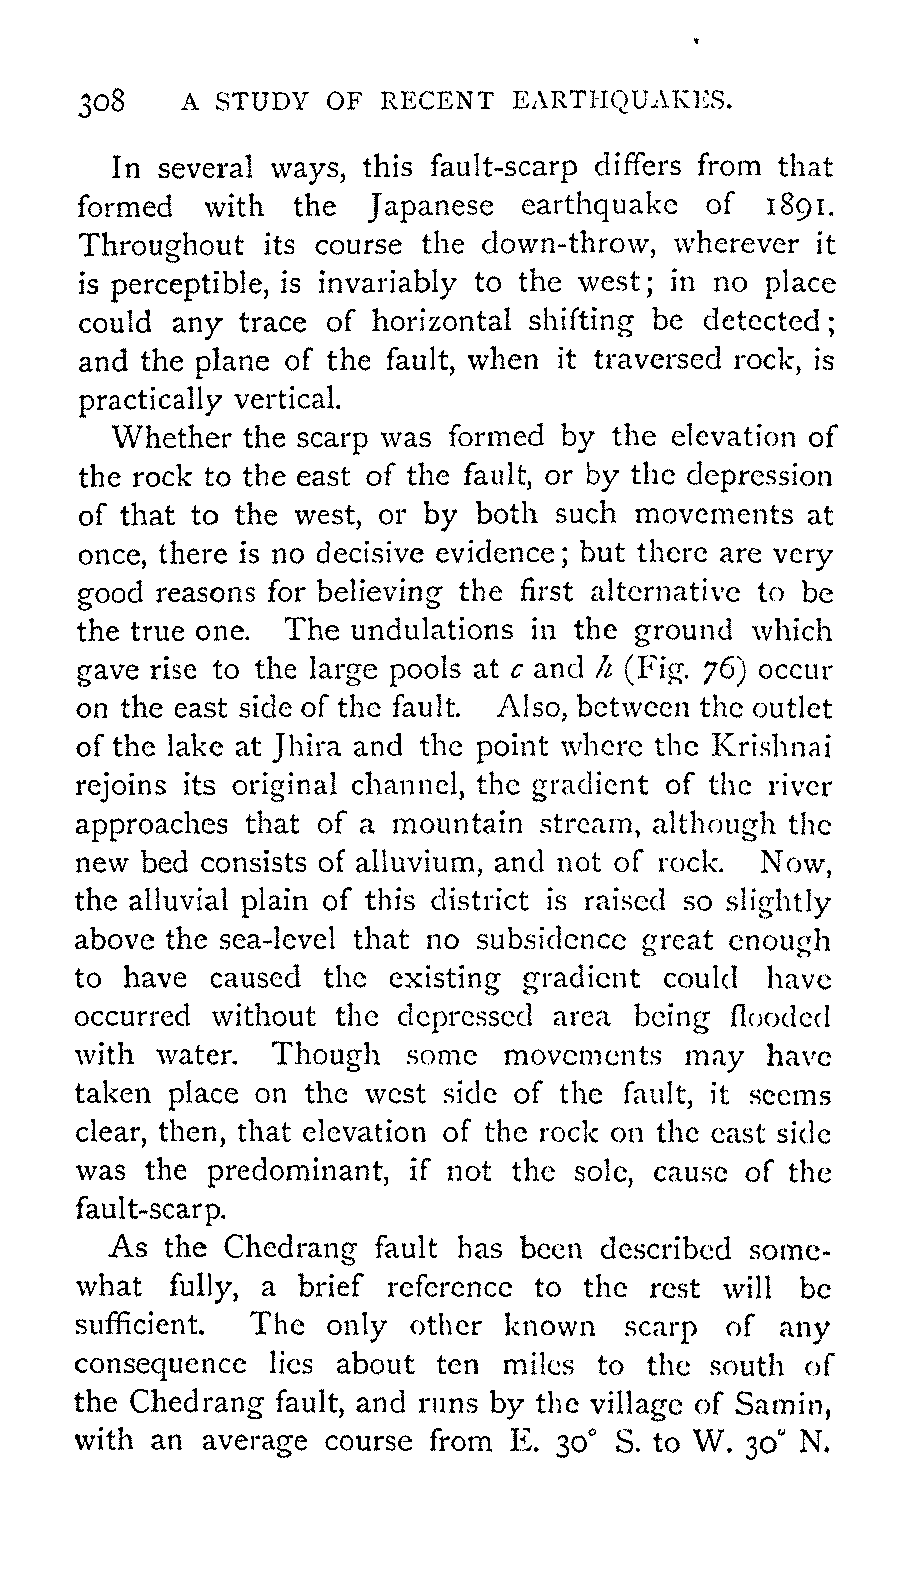 308 A STUDY OF RECENT EARTHQUAKES.
In several ways, this fault-scarp differs from that
formed with the Japanese earthquake of 1891.
Throughout its course the down-throw, wherever it
is perceptible, is invariably to the west; in no place
could any trace of horizontal shifting be detected;
and the plane of the fault, when it traversed rock, is
practically vertical.
Whether the scarp was formed by the elevation of
the rock to the east of the fault, or by the depression
of that to the west, or by both such movements at
once, there is no decisive evidence; but there are very
good reasons for believing the first alternative to be
the true one. The undulations in the ground which
gave rise to the large pools at c and h (Fig. 76) occur
on the east side of the fault. Also, between the outlet
of the lake at Jhira and the point where the Krishnai
rejoins its original channel, the gradient of the river
approaches that of a mountain stream, although the
new bed consists of alluvium, and not of rock. Now,
the alluvial plain of this district is raised so slightly
above the sea-level that no subsidence great enough
to have caused the existing gradient could have
occurred without the depressed area being flooded
with water. Though some movements may have
taken place on the west side of the fault, it seems
clear, then, that elevation of the rock on the east side
was the predominant, if not the sole, cause of the
fault-scarp.
As the Chedrang fault has been described some-
what fully, a brief reference to the rest will be
sufficient. The only other known scarp of any
consequence lies about ten miles to the south of
the Chedrang fault, and runs by the village of Samin,
with an average course from E. 30° S. to W. 30° N.